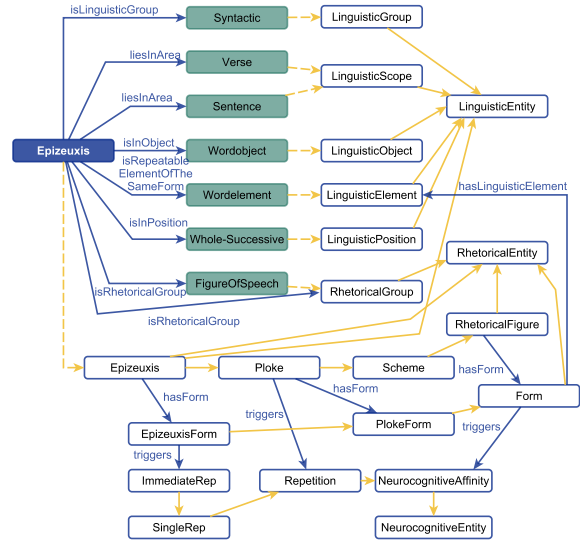 isLinguisticGroup
Syntactic
LinguisticGroup
liesInArea
Verse
LinguisticScope
liesInArea
Sentence
LinguisticEntity
Epizeuxis
isInObject
Wordobject
LinguisticObject
isRepeatable
ElementOfThe
SameForm
Wordelement
LinguisticElement
hasLinguisticElement
isInPosition
Whole-Successive
LinguisticPosition
RhetoricalEntity
FigureOfSpeech
isRhetoricalGroup
RhetoricalGroup
isRhetoricalGroup
RhetoricalFigure
Epizeuxis
Ploke
Scheme
hasForm
hasForm
hasForm
Form
triggers
PlokeForm
triggers
EpizeuxisForm
triggers
ImmediateRep
Repetition
NeurocognitiveAffinity
SingleRep
NeurocognitiveEntity